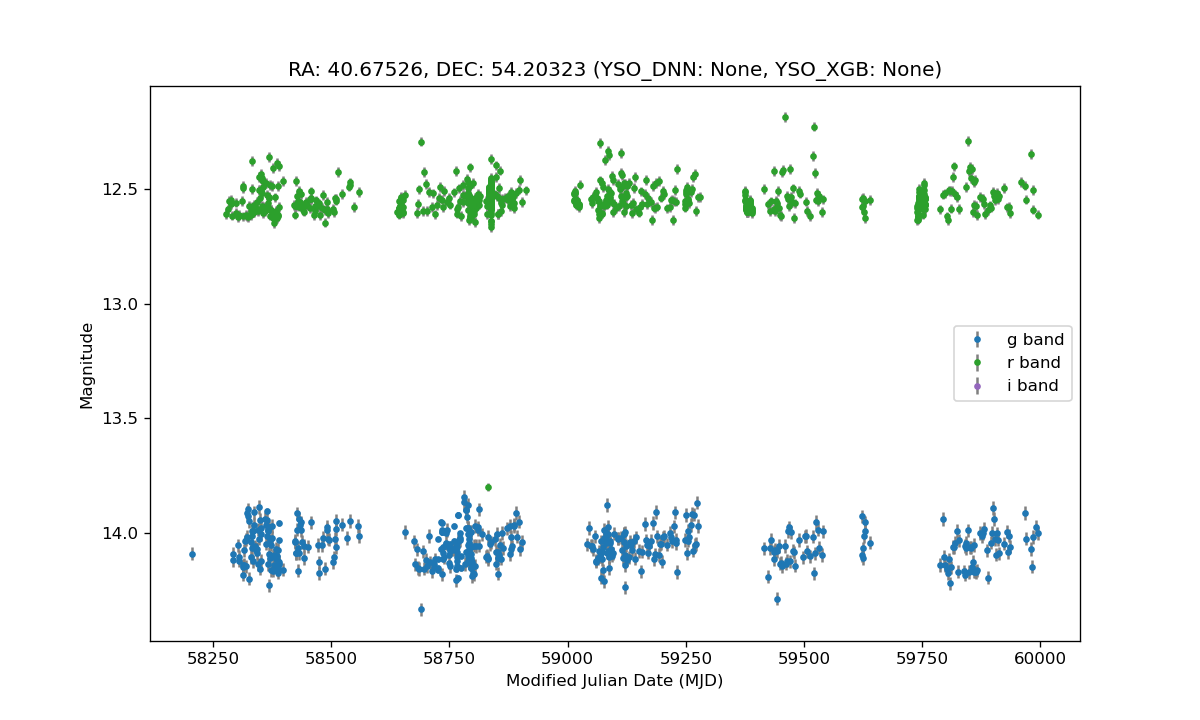 RA: 40.67526, DEC: 54.20323 (YSO_DNN: None, YSO_XGB: None)
12.5
13.0
13.5
14.0
Magnitude
g band
r band
i band
58250 58500 58750 59000 59250 59500 59750 60000
Modified Julian Date (MJD)